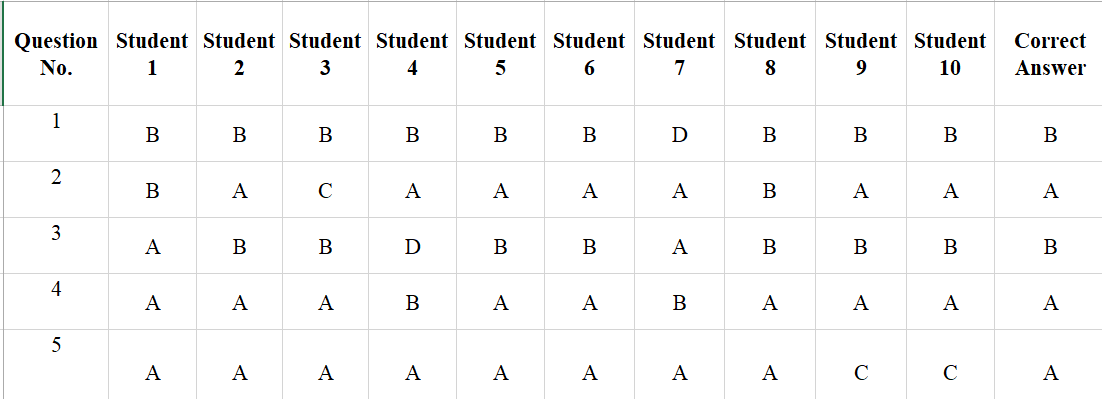 Question No. Student 1 Student 2 Student 3 Student 4 Student 5 Student 6 Student 7 Student 8 Student 9 Student 10 Correct Answer
1 B B B B B B D B B B B
2 B A C A A A A B A A A
3 A B B D B B A B B B B
4 A A A B A A B A A A A
5 A A A A A A A A C C A